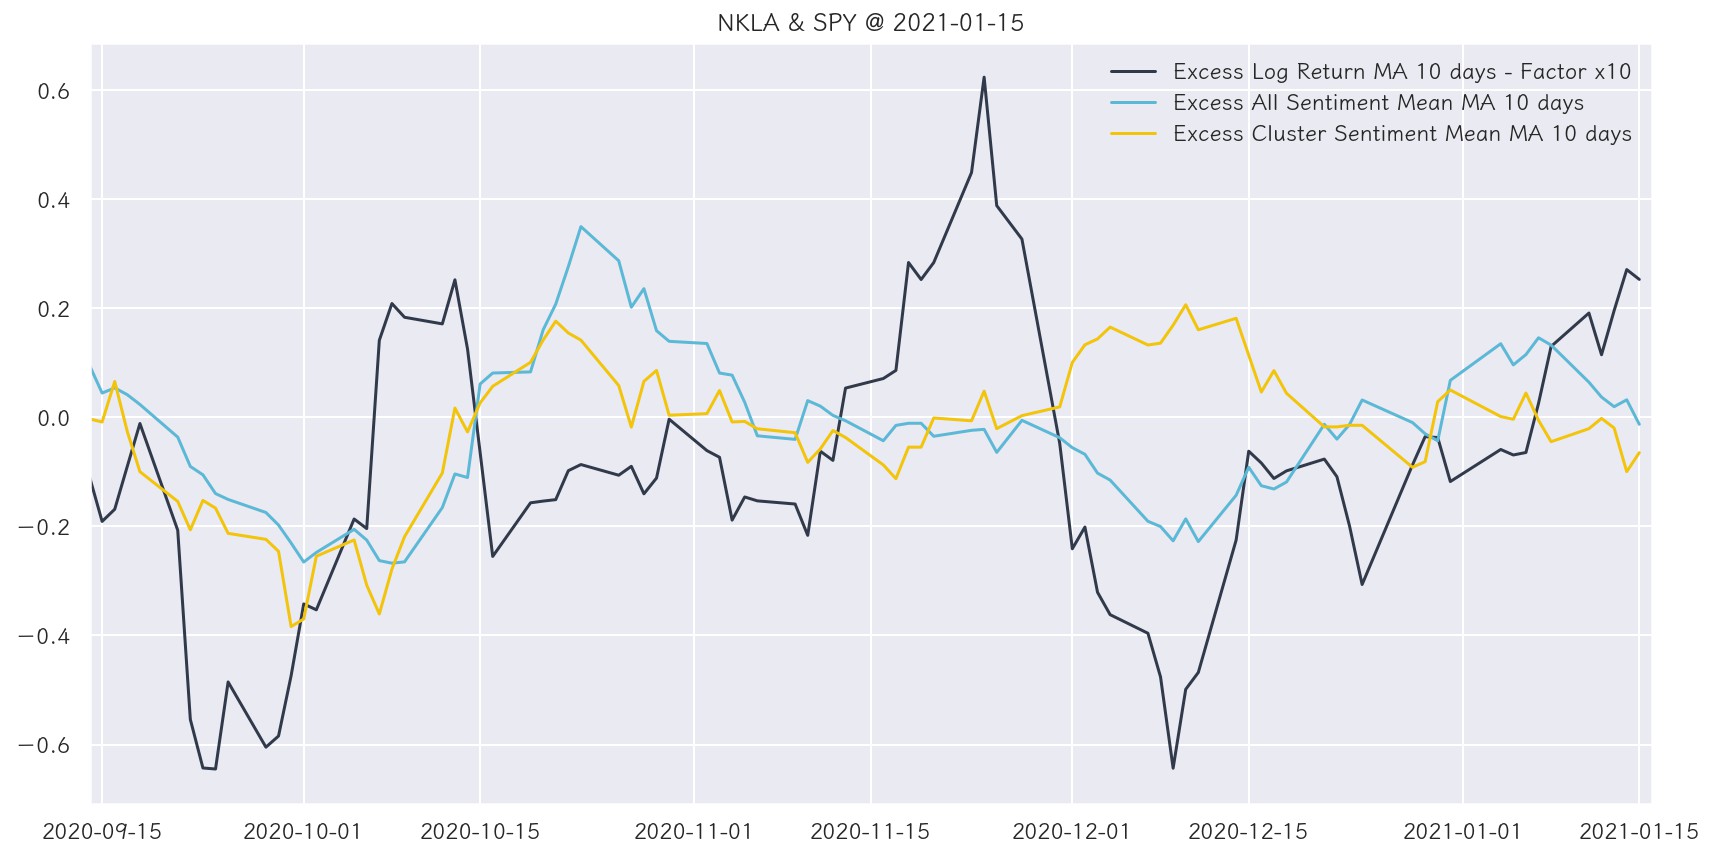 NKLA & SPY @ 2021-01-15
Excess Log Return MA 10 days - Factor x10
Excess All Sentiment Mean MA 10 days
Excess Cluster Sentiment Mean MA 10 days
0.6
0.4
0.2
0.0
−0.2
−0.4
−0.6
2020-09-15 2020-10-01 2020-10-15 2020-11-01 2020-11-15 2020-12-01 2020-12-15 2021-01-01 2021-01-15